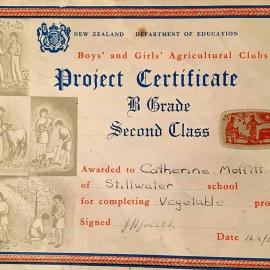 NEW ZEALAND DEPARTMENT OF EDUCATION
Boys' and Girls' Agricultural Clubs
Project Certificate
B Grade
Second Class
Awarded to Catherine Moffitt
of Stillwater school
for completing Vegetable pro
Signed
Date